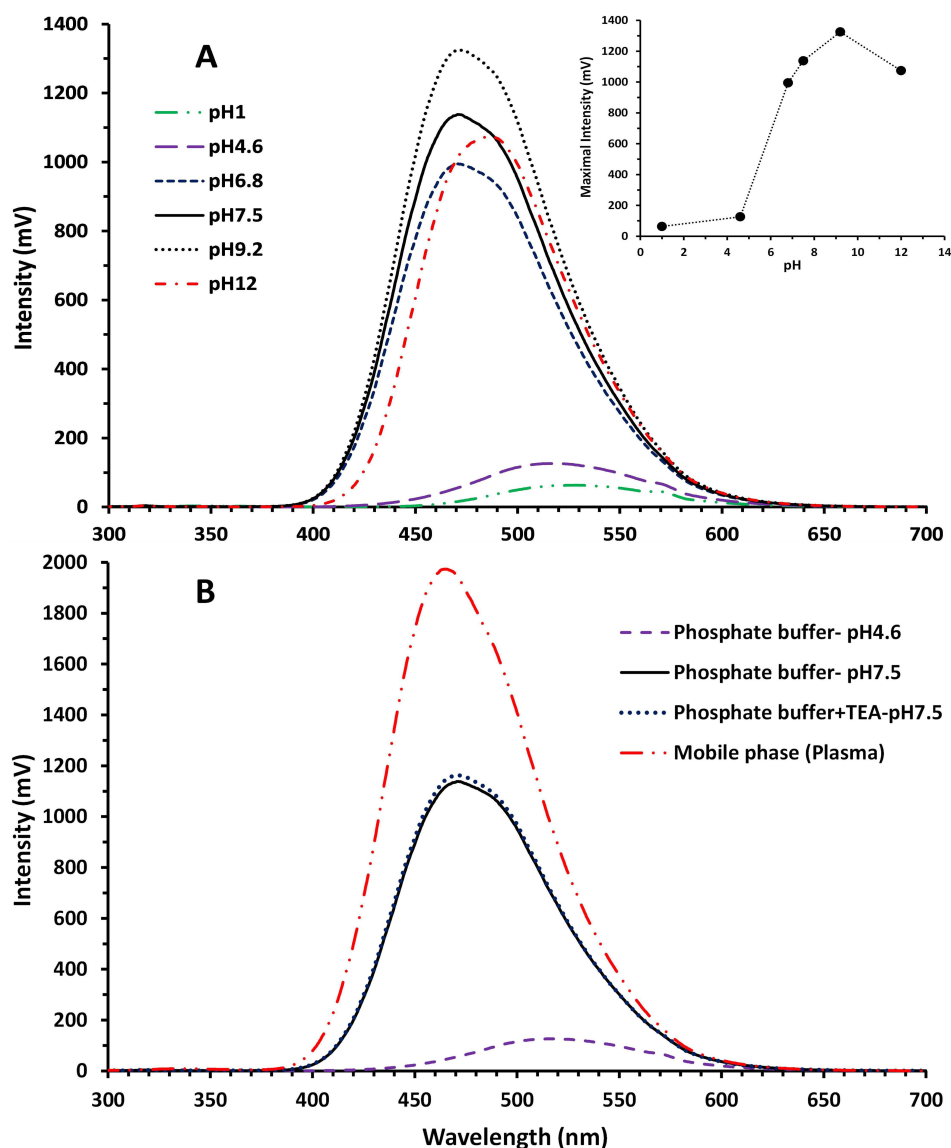 A
Intensity (mV)
1400
1200
1000
800
600
400
200
0
pH1
pH4.6
pH6.8
pH7.5
pH9.2
pH12
300 350 400 450 500 550 600 650 700
Maximal Intensity (mV)
1400
1200
1000
800
600
400
200
0
0 2 4 6 8 10 12 14
pH
B
Intensity (mV)
2000
1800
1600
1400
1200
1000
800
600
400
200
0
Phosphate buffer- pH4.6
Phosphate buffer- pH7.5
Phosphate buffer+TEA-pH7.5
Mobile phase (Plasma)
300 350 400 450 500 550 600 650 700
Wavelength (nm)